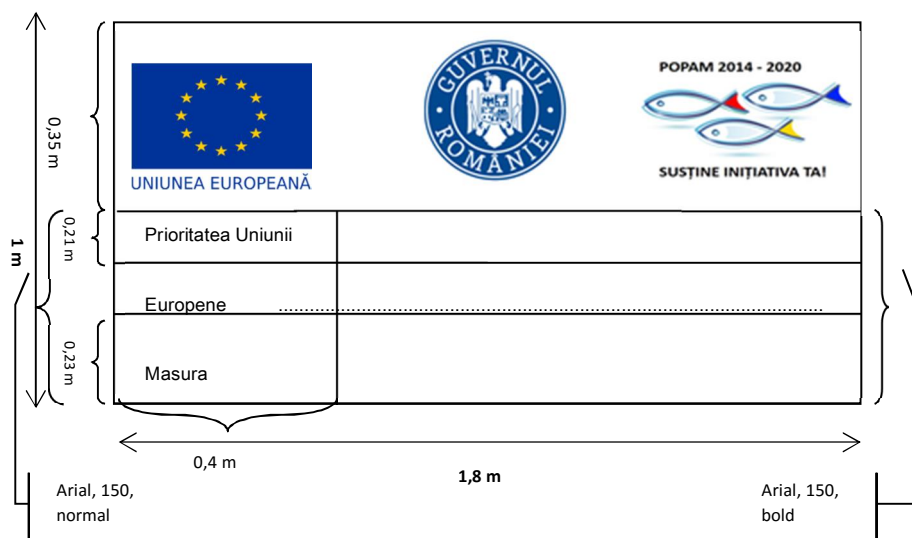 POPAM 2014 - 2020
GUVERNUL ROMÂNIEI
UNIUNEA EUROPEANĂ
SUSȚINE INIȚIATIVA TA!
0,35 m
1 m
0,21 m
Prioritatea Uniunii
Europene ..........................................................................................................
0,23 m
Masura
0,4 m
1,8 m
Arial, 150,
normal
Arial, 150,
bold